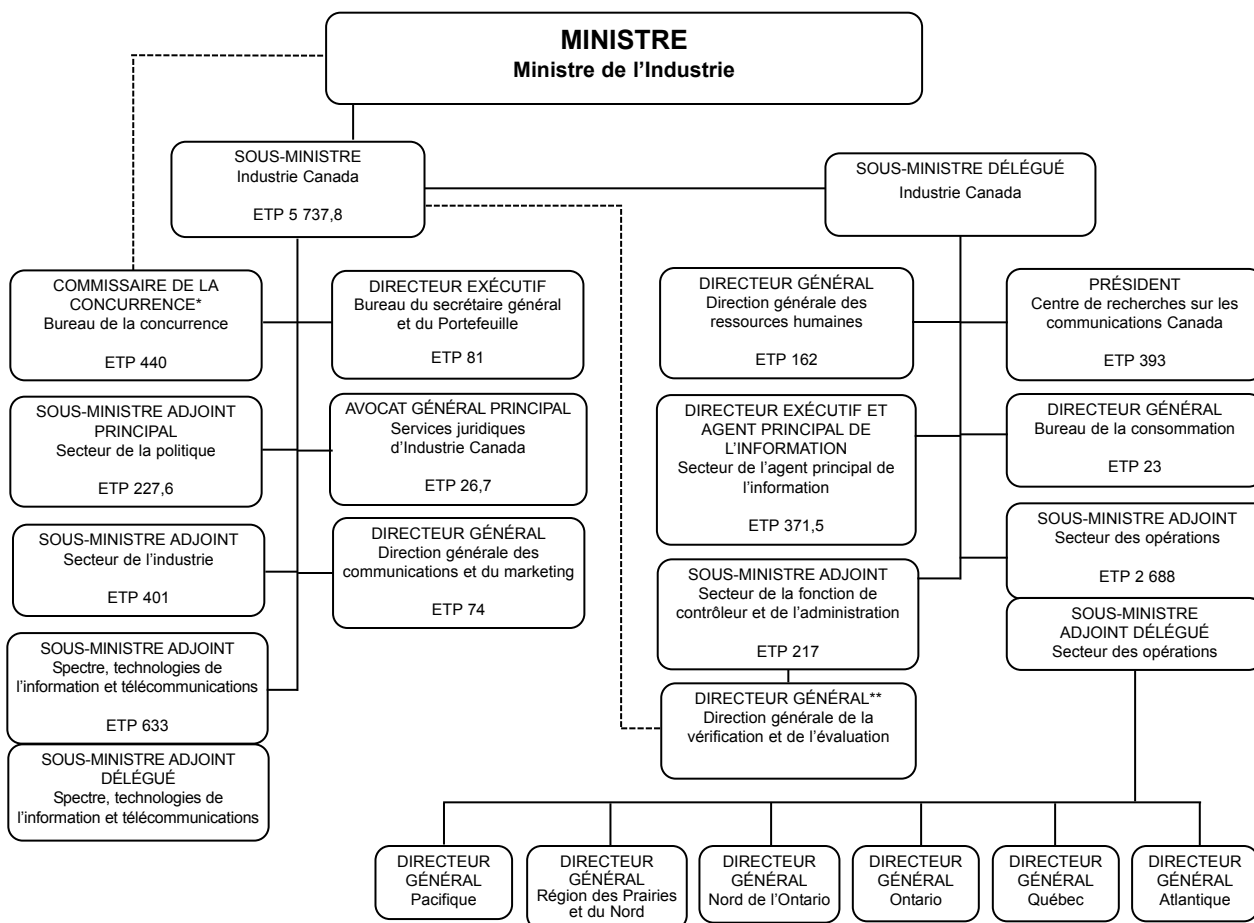 MINISTRE
Ministre de l'Industrie
SOUS-MINISTRE
Industrie Canada
ETP 5 737,8
SOUS-MINISTRE DÉLÉGUÉ
Industrie Canada
COMMISSAIRE DE LA
CONCURRENCE*
Bureau de la concurrence
ETP 440
DIRECTEUR EXÉCUTIF
Bureau du secrétaire général
et du Portefeuille
ETP 81
DIRECTEUR GÉNÉRAL
Direction générale des
ressources humaines
ETP 162
PRÉSIDENT
Centre de recherches sur les
communications Canada
ETP 393
SOUS-MINISTRE ADJOINT
PRINCIPAL
Secteur de la politique
ETP 227,6
AVOCAT GÉNÉRAL PRINCIPAL
Services juridiques
d'Industrie Canada
ETP 26,7
DIRECTEUR EXÉCUTIF ET
AGENT PRINCIPAL DE
L'INFORMATION
Secteur de l'agent principal de
l'information
ETP 371,5
DIRECTEUR GÉNÉRAL
Bureau de la consommation
ETP 23
SOUS-MINISTRE ADJOINT
Secteur de l'industrie
ETP 401
DIRECTEUR GÉNÉRAL
Direction générale des
communications et du marketing
ETP 74
SOUS-MINISTRE ADJOINT
Secteur de la fonction de
contrôleur et de l'administration
ETP 217
SOUS-MINISTRE ADJOINT
Secteur des opérations
ETP 2 688
SOUS-MINISTRE
ADJOINT DÉLÉGUÉ
Secteur des opérations
SOUS-MINISTRE ADJOINT
Spectre, technologies de
l'information et télécommunications
ETP 633
SOUS-MINISTRE ADJOINT
DÉLÉGUÉ
Spectre, technologies de
l'information et télécommunications
DIRECTEUR GÉNÉRAL**
Direction générale de la
vérification et de l'évaluation
DIRECTEUR
GÉNÉRAL
Pacifique
DIRECTEUR
GÉNÉRAL
Région des Prairies
et du Nord
DIRECTEUR
GÉNÉRAL
Nord de l'Ontario
DIRECTEUR
GÉNÉRAL
Ontario
DIRECTEUR
GÉNÉRAL
Québec
DIRECTEUR
GÉNÉRAL
Atlantique